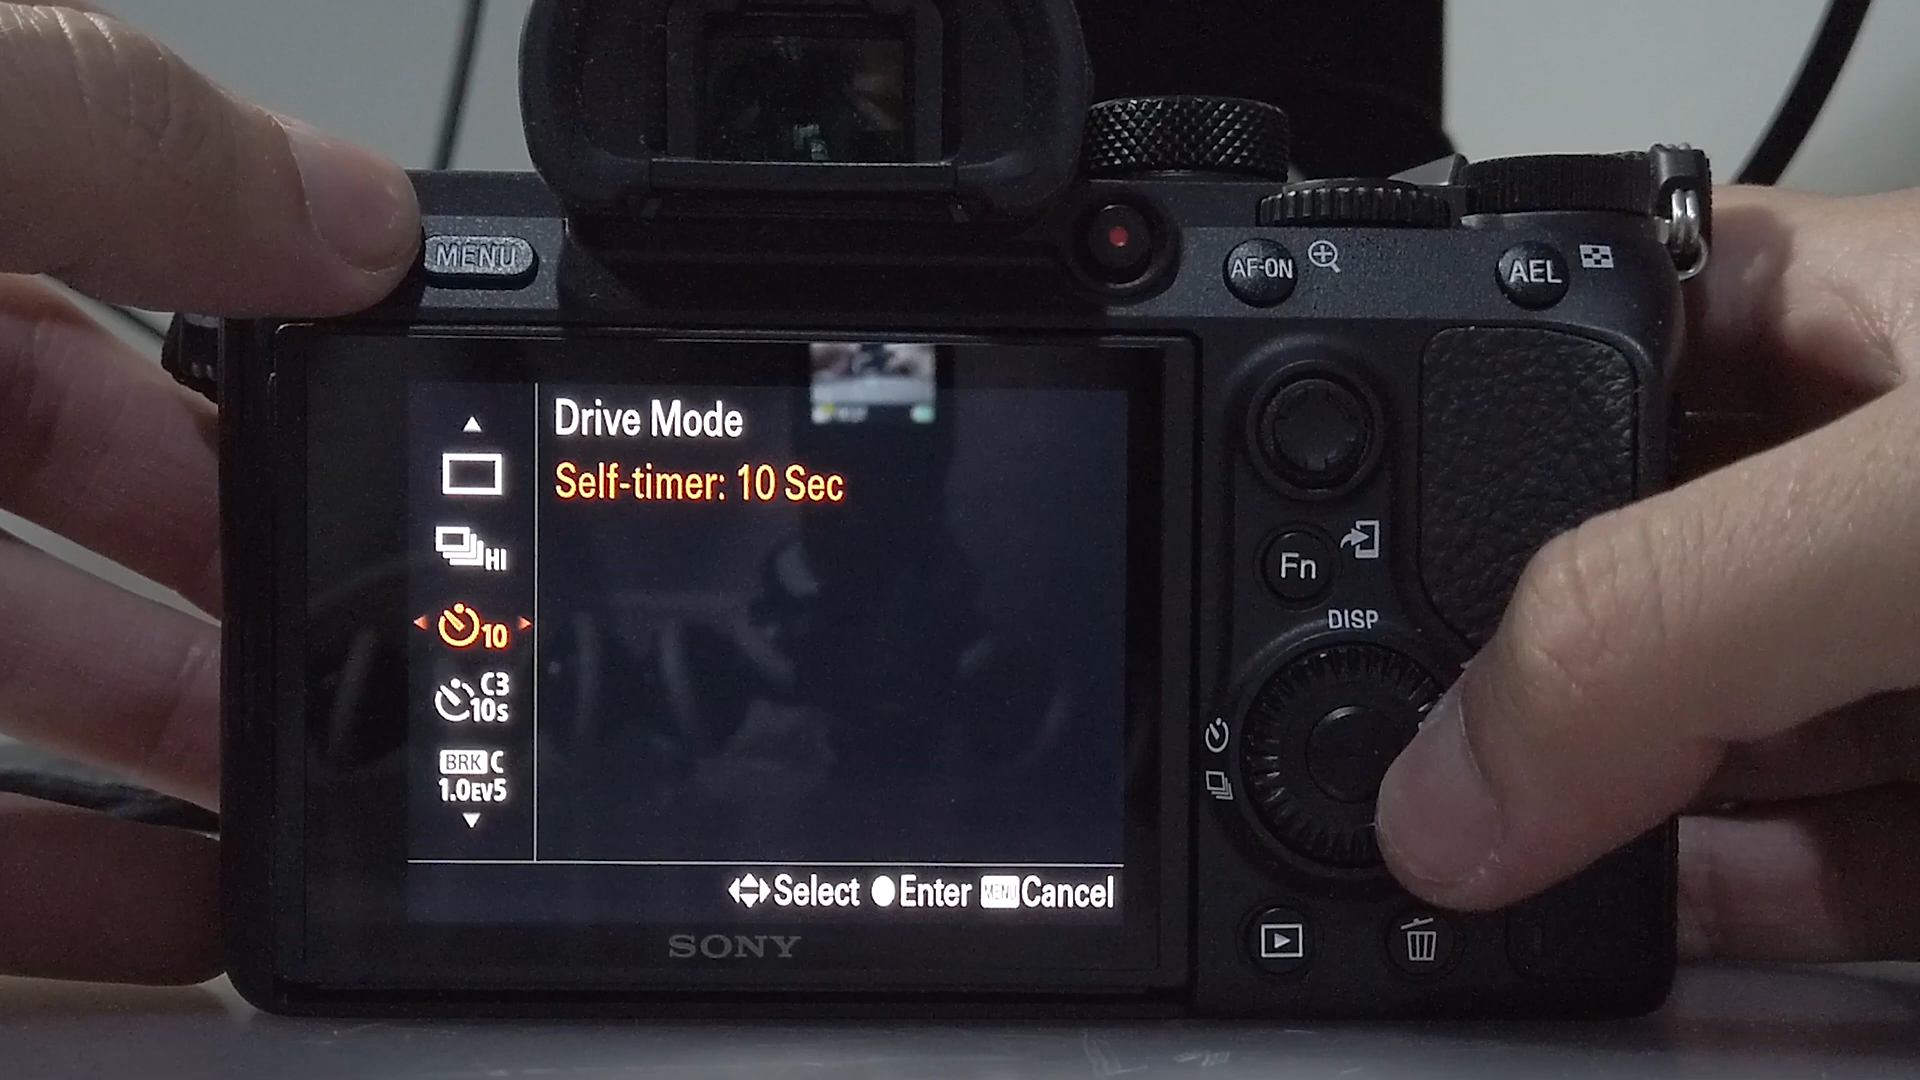 MENU
AF-ON
AEL
Drive Mode
Self-timer: 10 Sec
HI
10
C3
10s
BRK C
1.0EV5
Select Enter MENU Cancel
Fn
DISP
SONY